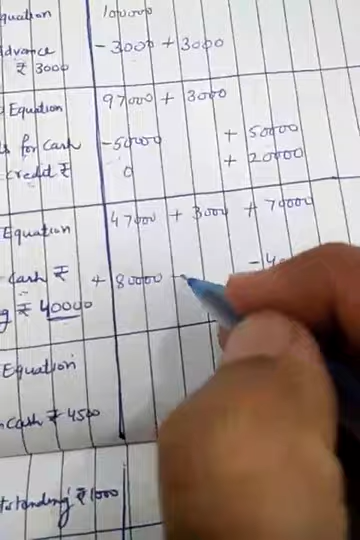 quation 100000
dvance - 3000 + 3000
₹ 3000
Equation 97000 + 3000
s for cash - 50000 + 50000
credit ₹ 0 + 20000
Equation 47000 + 3000 + 70000
cash ₹ + 80000 - 4
g ₹ 40000
Equation
cash ₹ 4500
tstanding ₹ 1000